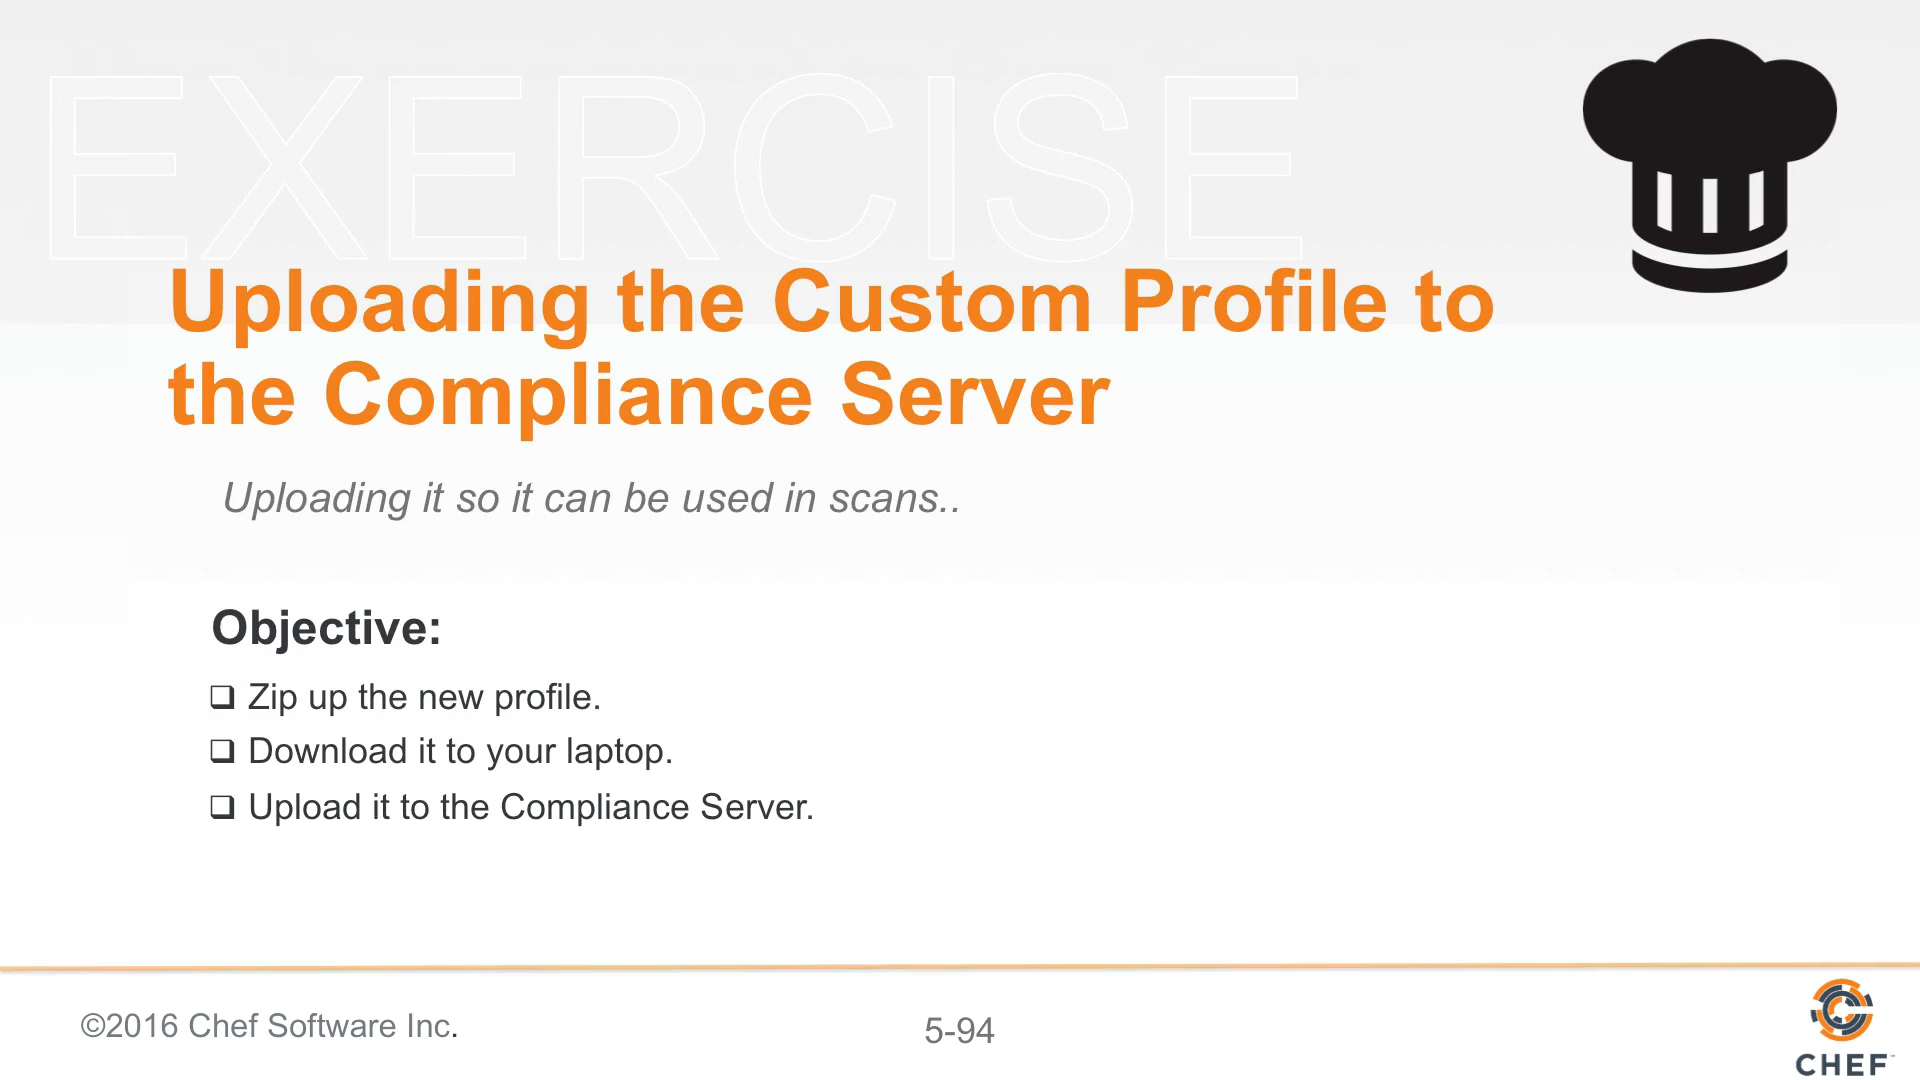 EXERCISE
Uploading the Custom Profile to
the Compliance Server
Uploading it so it can be used in scans..
Objective:
❑ Zip up the new profile.
❑ Download it to your laptop.
❑ Upload it to the Compliance Server.
©2016 Chef Software Inc.
5-94
CHEF™